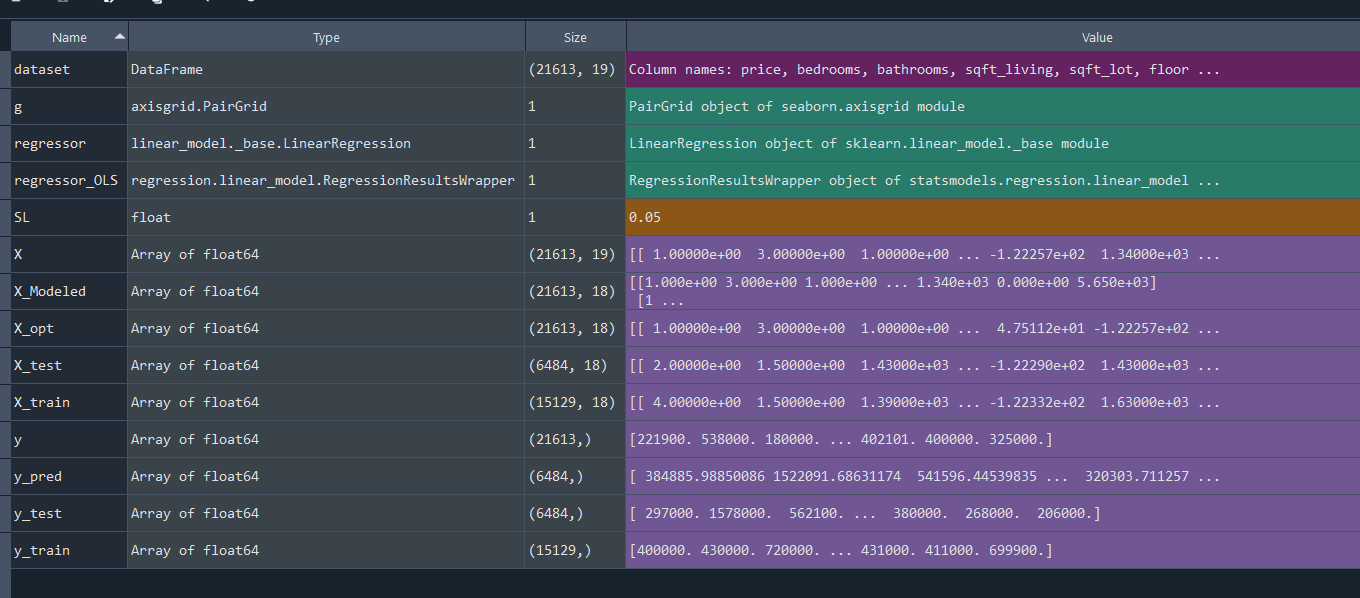 Name Type Size Value
dataset DataFrame (21613, 19) Column names: price, bedrooms, bathrooms, sqft_living, sqft_lot, floor ...
g axisgrid.PairGrid 1 PairGrid object of seaborn.axisgrid module
regressor linear_model._base.LinearRegression 1 LinearRegression object of sklearn.linear_model._base module
regressor_OLS regression.linear_model.RegressionResultsWrapper 1 RegressionResultsWrapper object of statsmodels.regression.linear_model ...
SL float 1 0.05
X Array of float64 (21613, 19) [[ 1.00000e+00 3.00000e+00 1.00000e+00 ... -1.22257e+02 1.34000e+03 ...
X_Modeled Array of float64 (21613, 18) [[1.000e+00 3.000e+00 1.000e+00 ... 1.340e+03 0.000e+00 5.650e+03]
[1 ...
X_opt Array of float64 (21613, 18) [[ 1.00000e+00 3.00000e+00 1.00000e+00 ... 4.75112e+01 -1.22257e+02 ...
X_test Array of float64 (6484, 18) [[ 2.00000e+00 1.50000e+00 1.43000e+03 ... -1.22290e+02 1.43000e+03 ...
X_train Array of float64 (15129, 18) [[ 4.00000e+00 1.50000e+00 1.39000e+03 ... -1.22332e+02 1.63000e+03 ...
y Array of float64 (21613,) [221900. 538000. 180000. ... 402101. 400000. 325000.]
y_pred Array of float64 (6484,) [ 384885.98850086 1522091.68631174 541596.44539835 ... 320303.711257 ...
y_test Array of float64 (6484,) [ 297000. 1578000. 562100. ... 380000. 268000. 206000.]
y_train Array of float64 (15129,) [400000. 430000. 720000. ... 431000. 411000. 699900.]